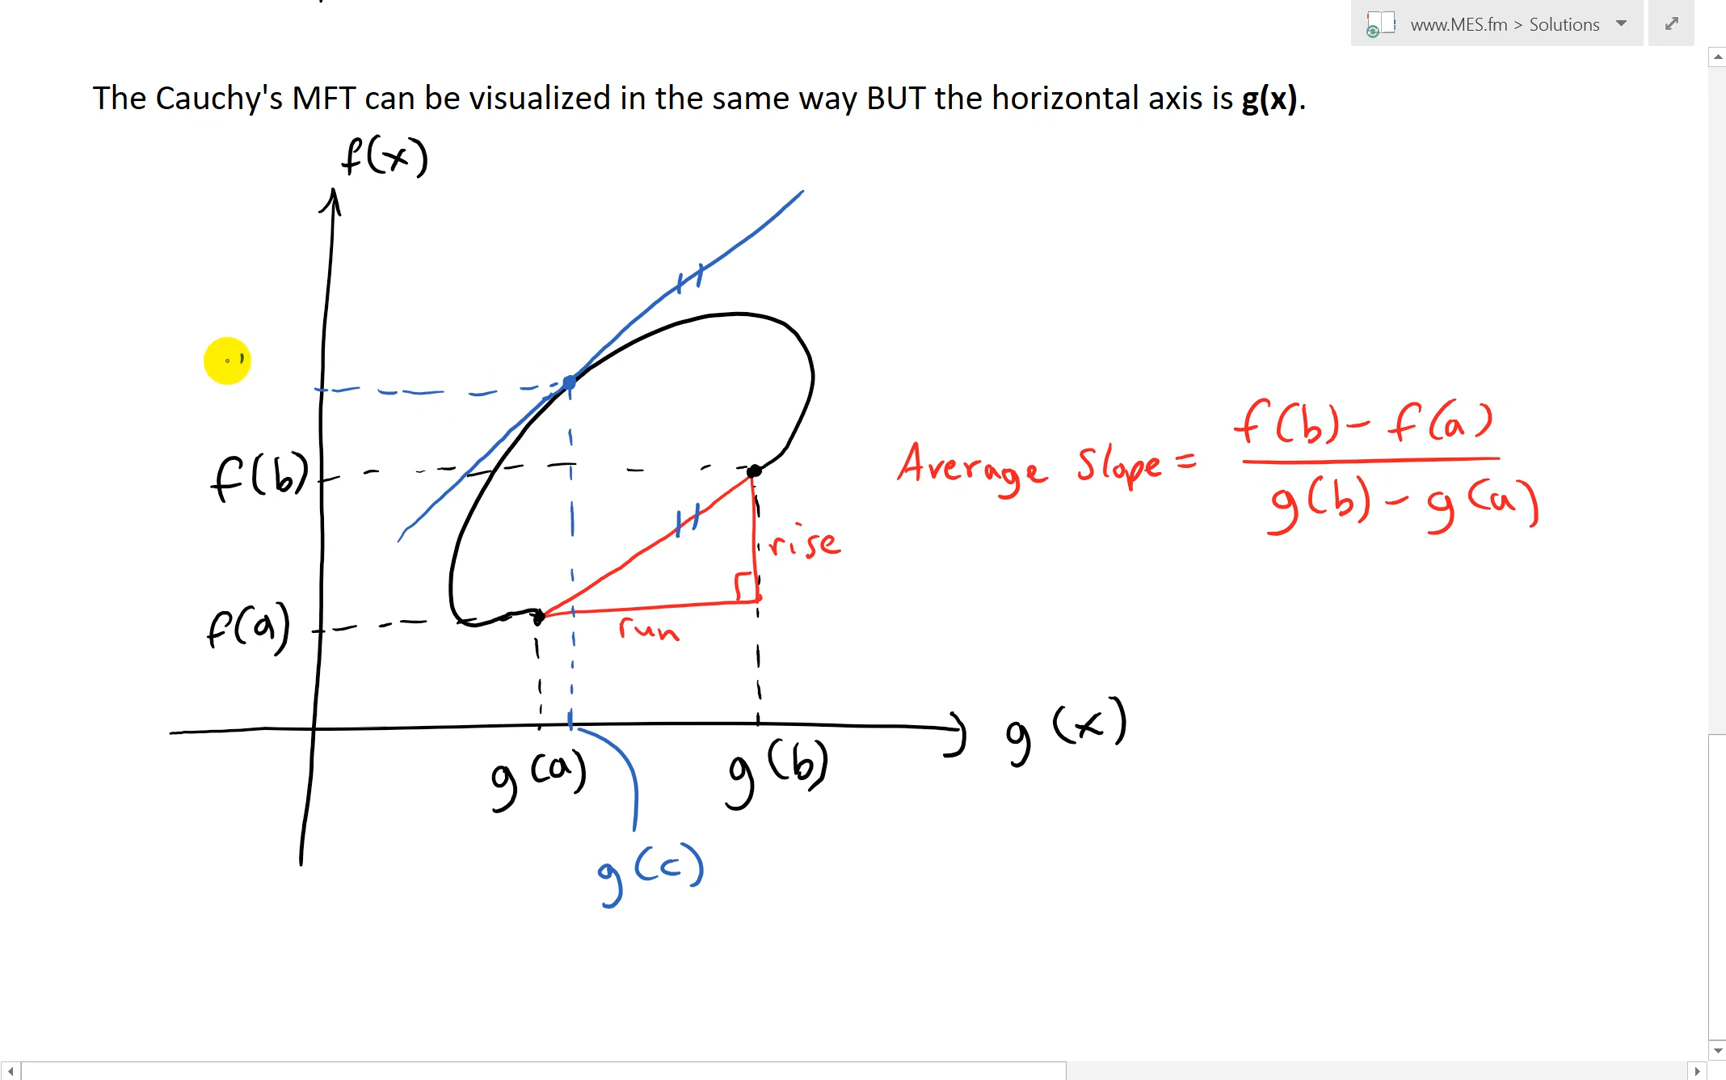 www.MES.fm > Solutions
The Cauchy's MFT can be visualized in the same way BUT the horizontal axis is g(x).
f(x)
f(b)
f(a)
rise
run
Average Slope = f(b) - f(a)
g(b) - g(a)
g(x)
g(a)
g(b)
g(c)